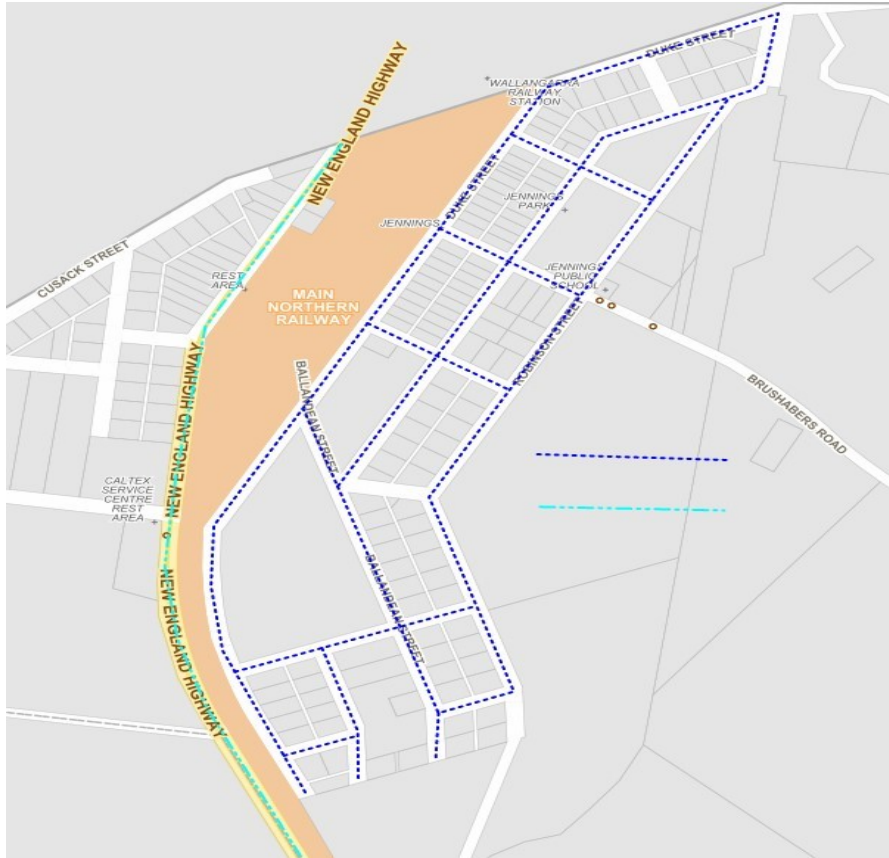 DUKE STREET
NEW ENGLAND HIGHWAY
WALLANGARRA
RAILWAY
STATION
DUKE STREET
JENNINGS
PARK
JENNINGS
CUSACK STREET
REST
AREA
JENNINGS
PUBLIC
SCHOOL
MAIN
NORTHERN
RAILWAY
ROBINSON STREET
NEW ENGLAND HIGHWAY
BALLANDEAN STREET
BRUSHABERS ROAD
CALTEX
SERVICE
CENTRE
REST
AREA
BALLANDEAN STREET
NEW ENGLAND HIGHWAY